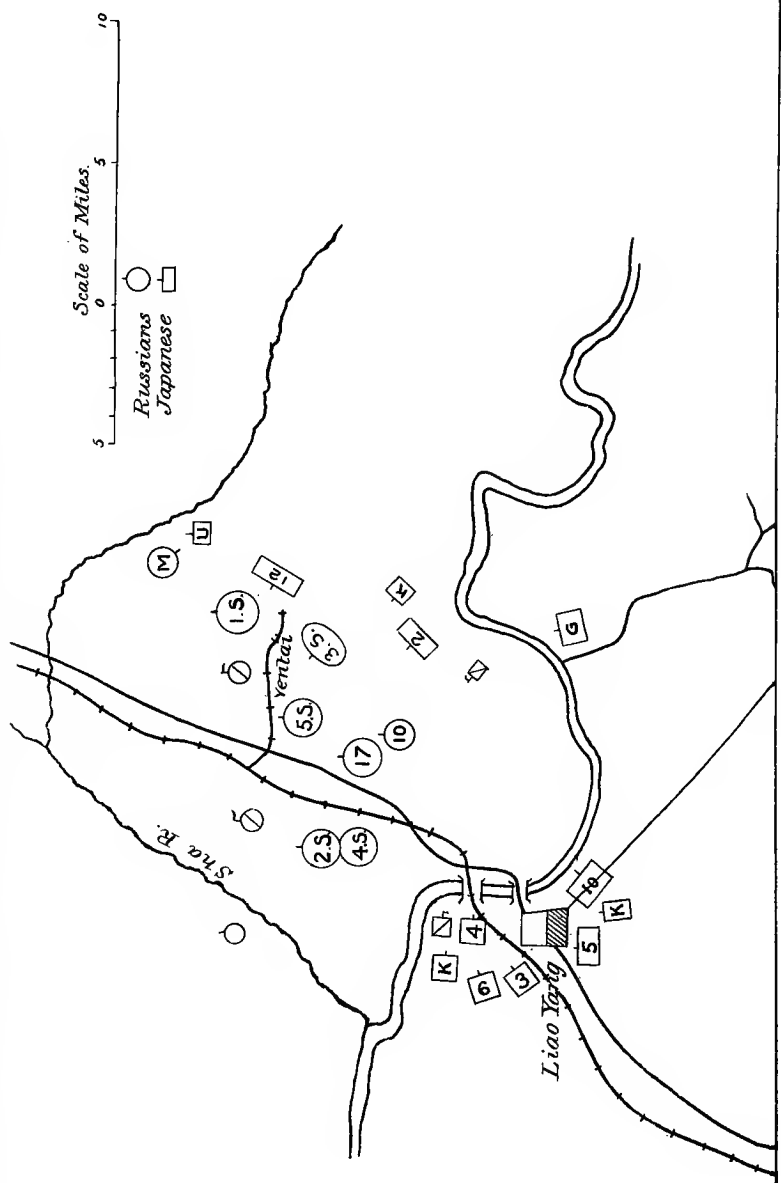 Scale of Miles.
5 0 5 10
Russians
Japanese
M
U
1.S.
12
Yentai
3.S.
5.S.
K
2
17
10
2.S.
4.S.
Sha R.
G
4
K
6
3
Liao Yang
10
K
5